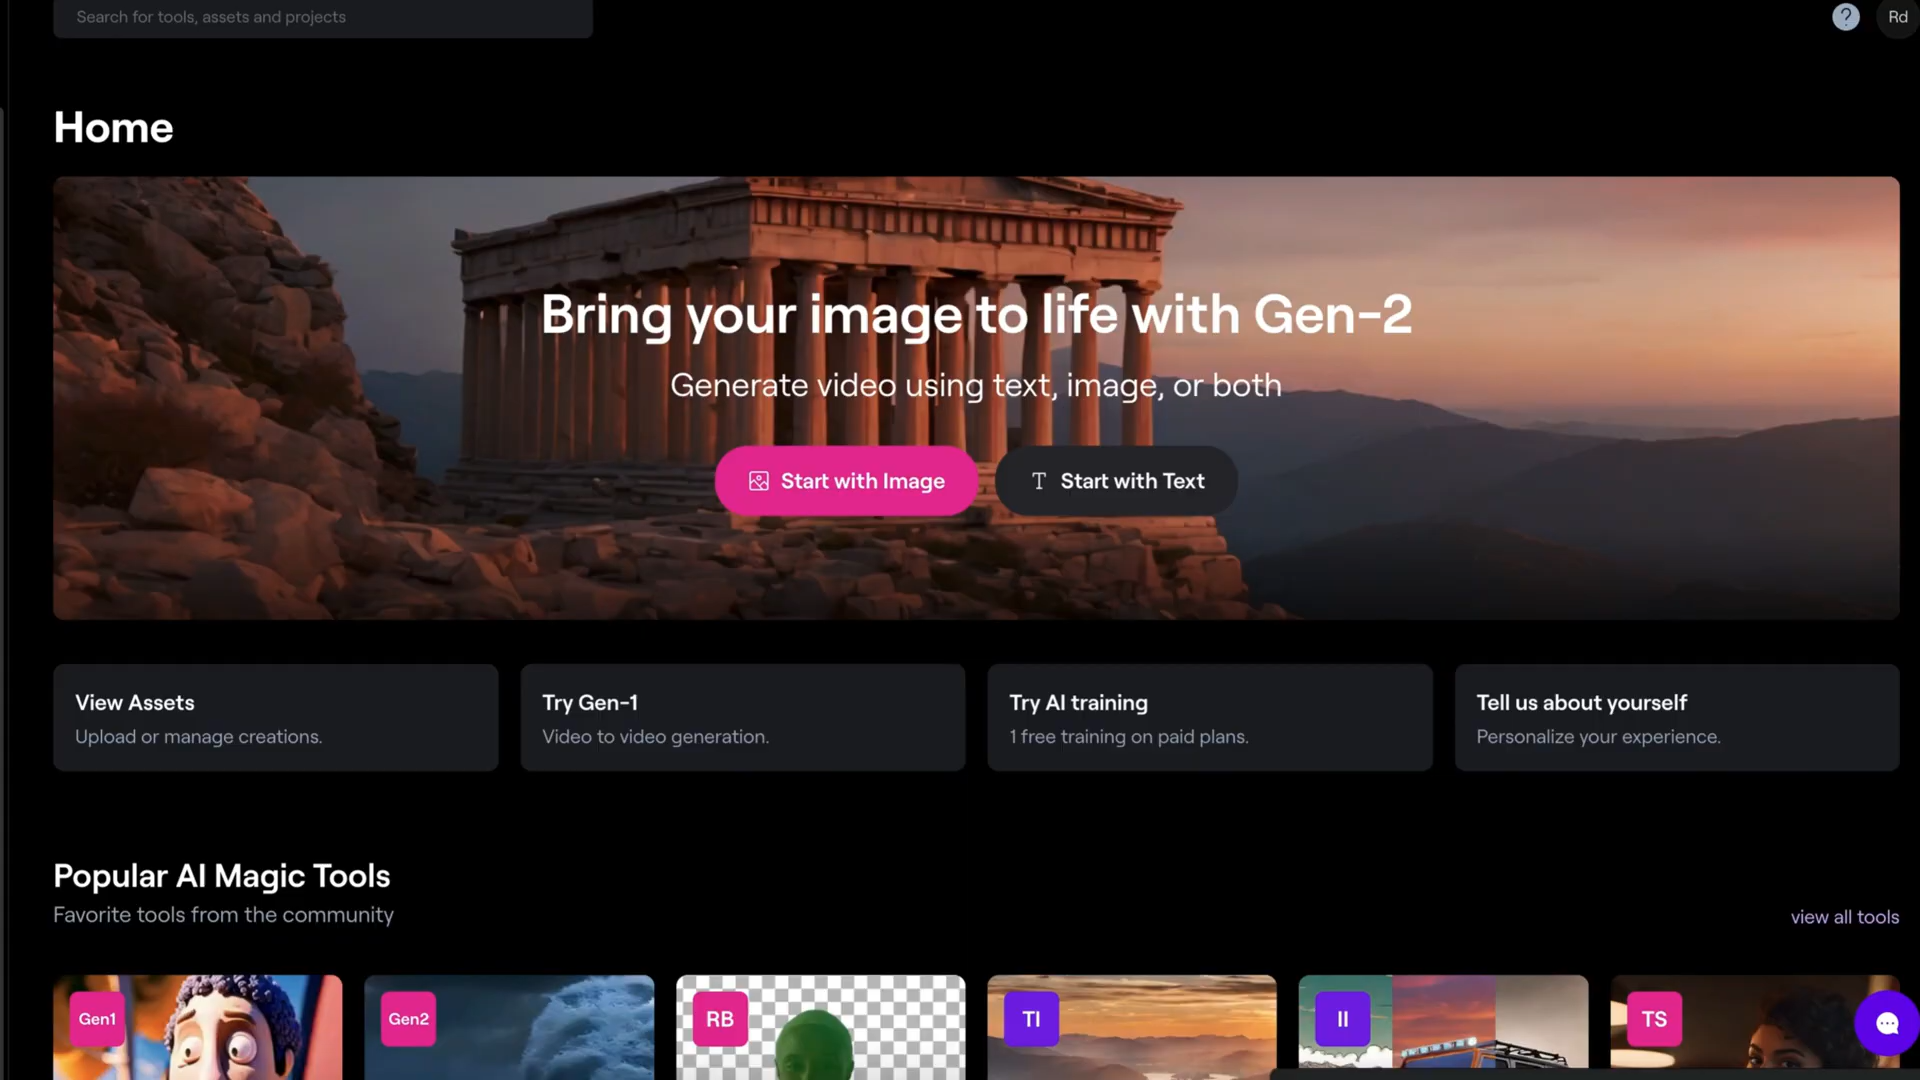 Search for tools, assets and projects
?
Rd
Home
Bring your image to life with Gen-2
Generate video using text, image, or both
Start with Image
T Start with Text
View Assets
Upload or manage creations.
Try Gen-1
Video to video generation.
Try AI training
1 free training on paid plans.
Tell us about yourself
Personalize your experience.
Popular AI Magic Tools
Favorite tools from the community
view all tools
Gen1
Gen2
RB
TI
II
TS